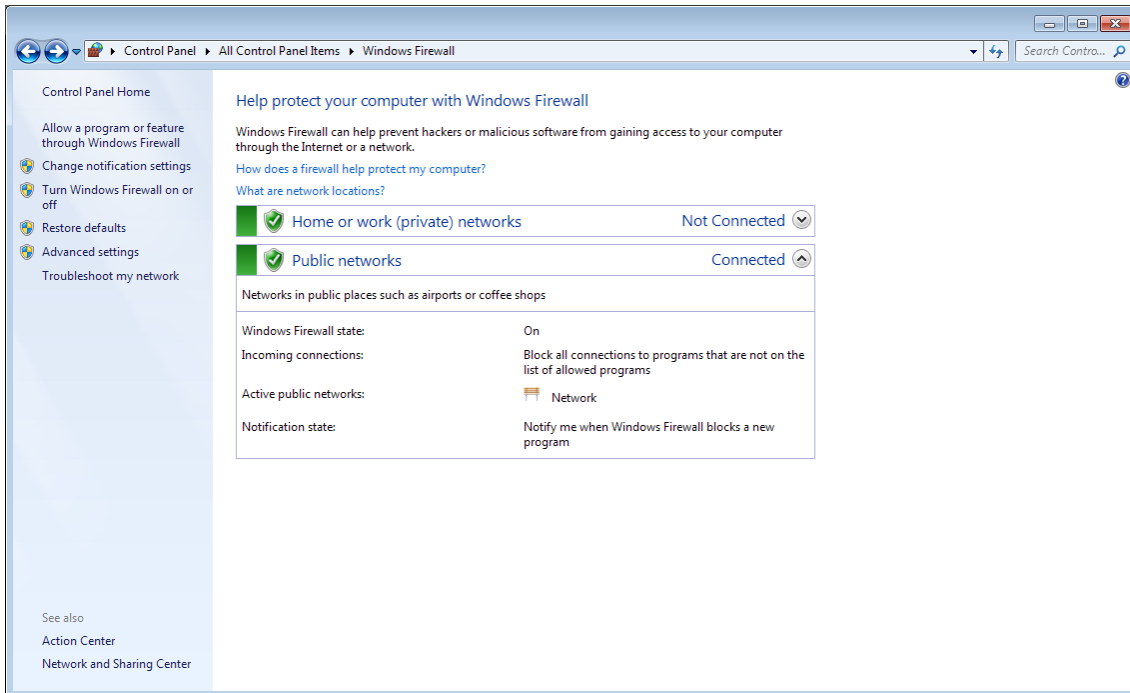 Control Panel ▸ All Control Panel Items ▸ Windows Firewall
Search Contro...
Control Panel Home
Allow a program or feature
through Windows Firewall
Change notification settings
Turn Windows Firewall on or
off
Restore defaults
Advanced settings
Troubleshoot my network
See also
Action Center
Network and Sharing Center
Help protect your computer with Windows Firewall
Windows Firewall can help prevent hackers or malicious software from gaining access to your computer
through the Internet or a network.
How does a firewall help protect my computer?
What are network locations?
Home or work (private) networks Not Connected
Public networks Connected
Networks in public places such as airports or coffee shops
Windows Firewall state: On
Incoming connections: Block all connections to programs that are not on the
list of allowed programs
Active public networks: Network
Notification state: Notify me when Windows Firewall blocks a new
program